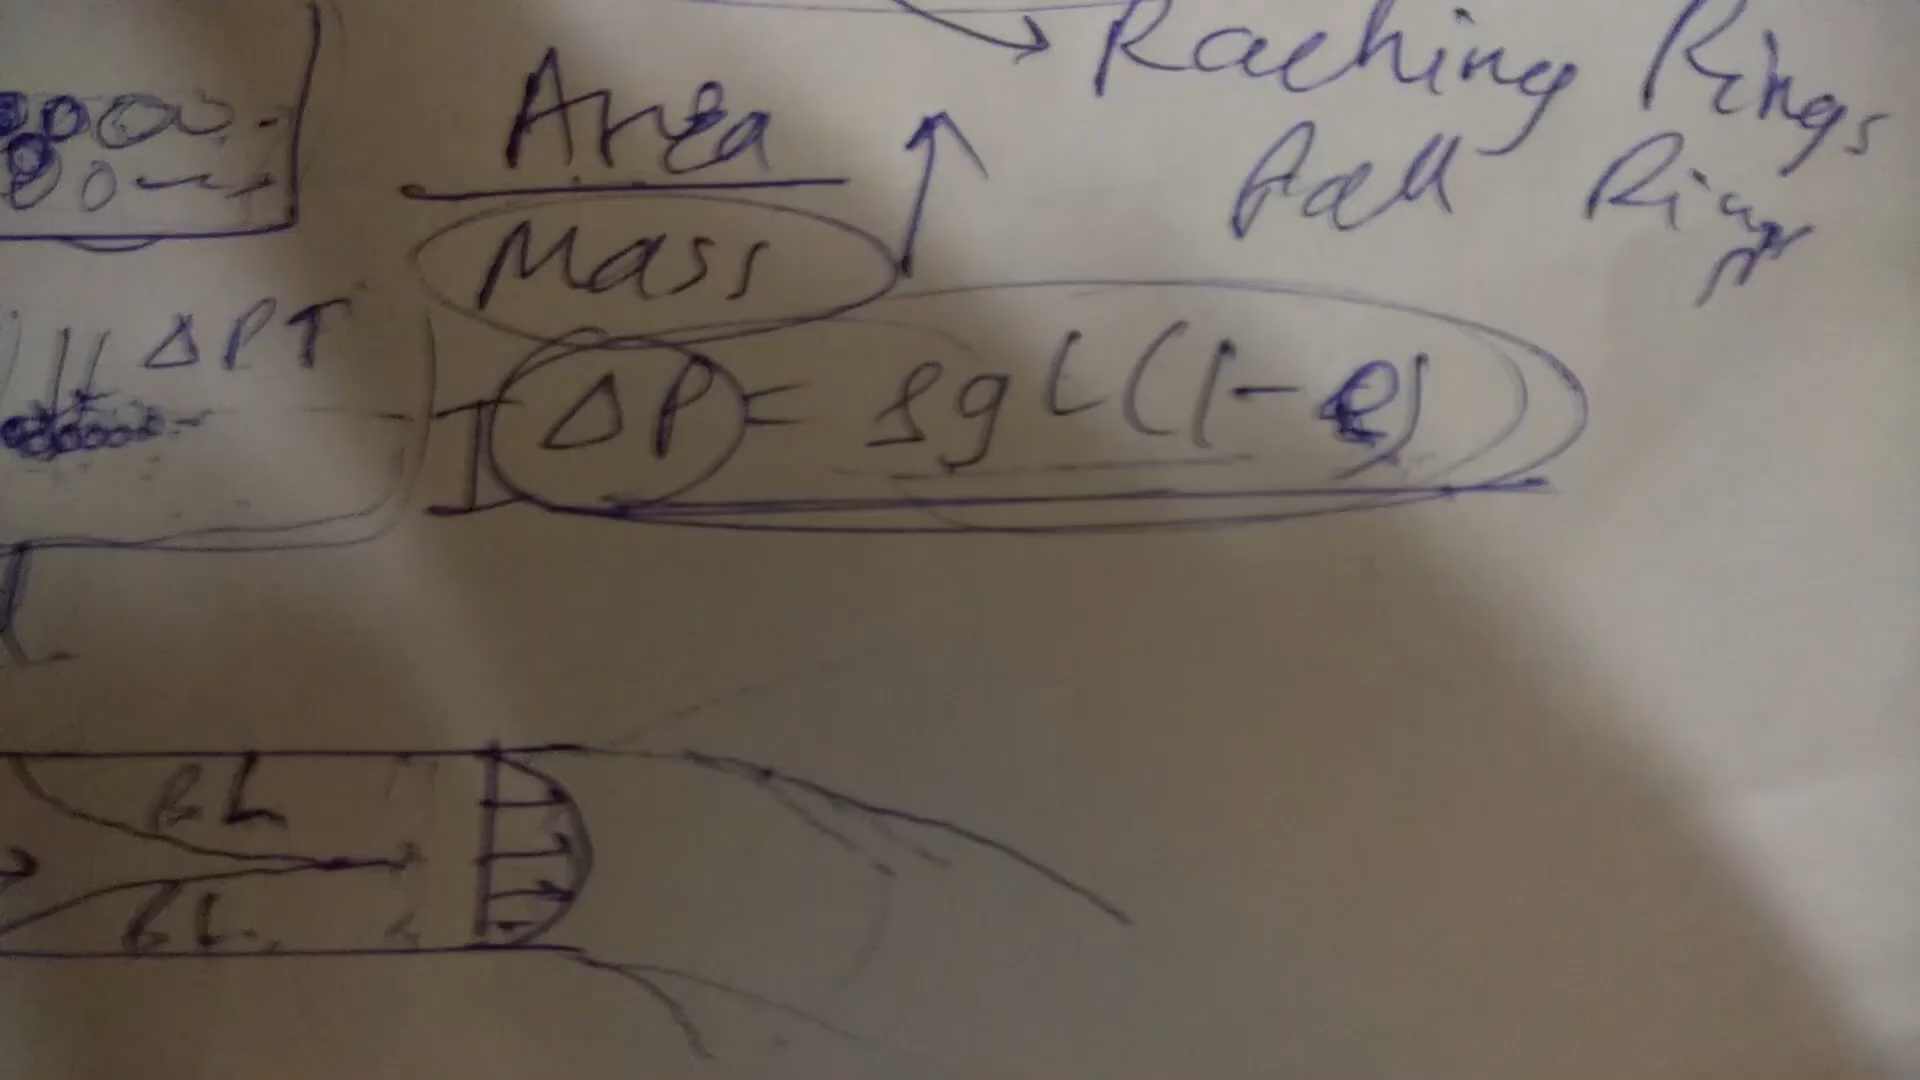 Raching Rings
Pall Rings
Area
Mass
ΔPT
ΔP = ρgL(1-e)
BL
BL